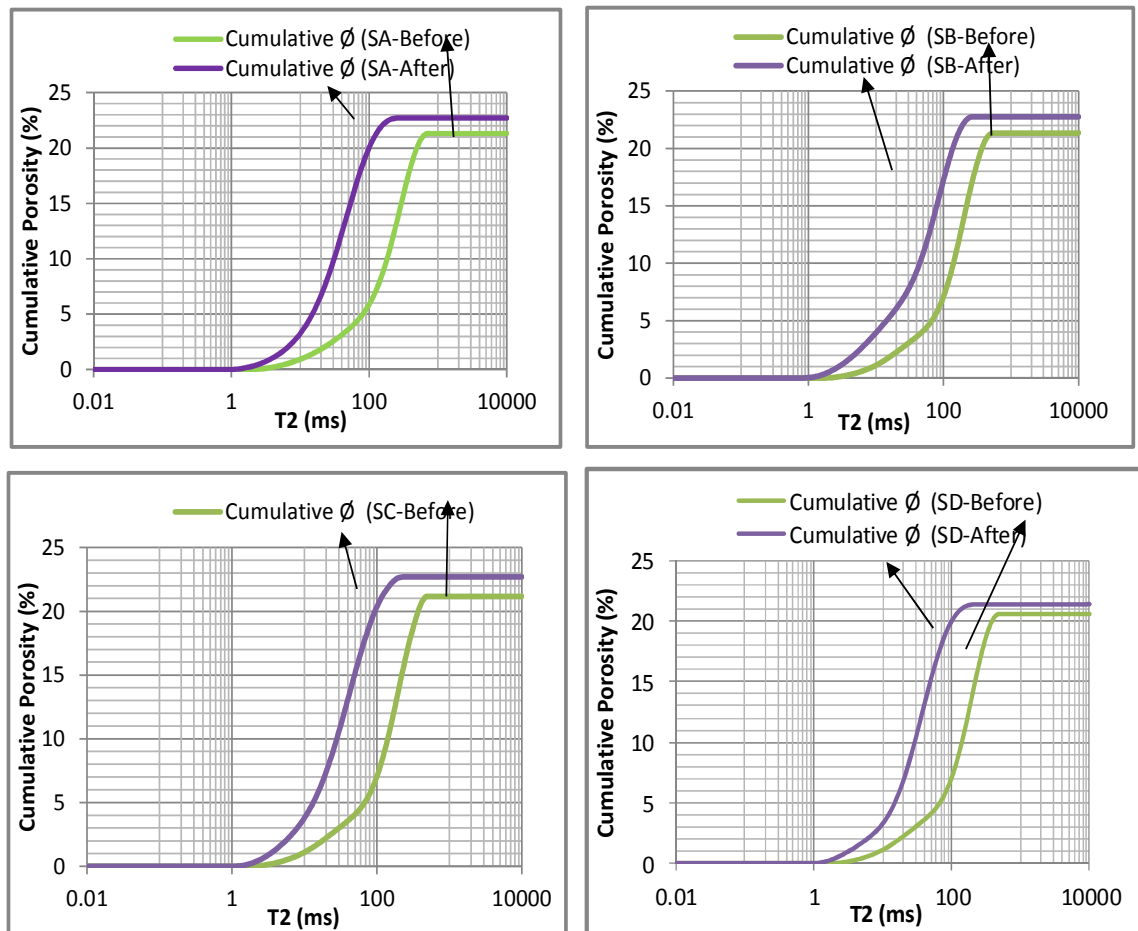 Cumulative Ø (SA-Before)
Cumulative Ø (SA-After)
25
20
15
10
5
0
Cumulative Porosity (%)
0.01 1 100 10000
T2 (ms)
Cumulative Ø (SB-Before)
Cumulative Ø (SB-After)
25
20
15
10
5
0
Cumulative Porosity (%)
0.01 1 100 10000
T2 (ms)
Cumulative Ø (SC-Before)
25
20
15
10
5
0
Cumulative Porosity (%)
0.01 1 100 10000
T2 (ms)
Cumulative Ø (SD-Before)
Cumulative Ø (SD-After)
25
20
15
10
5
0
Cumulative Porosity (%)
0.01 1 100 10000
T2 (ms)